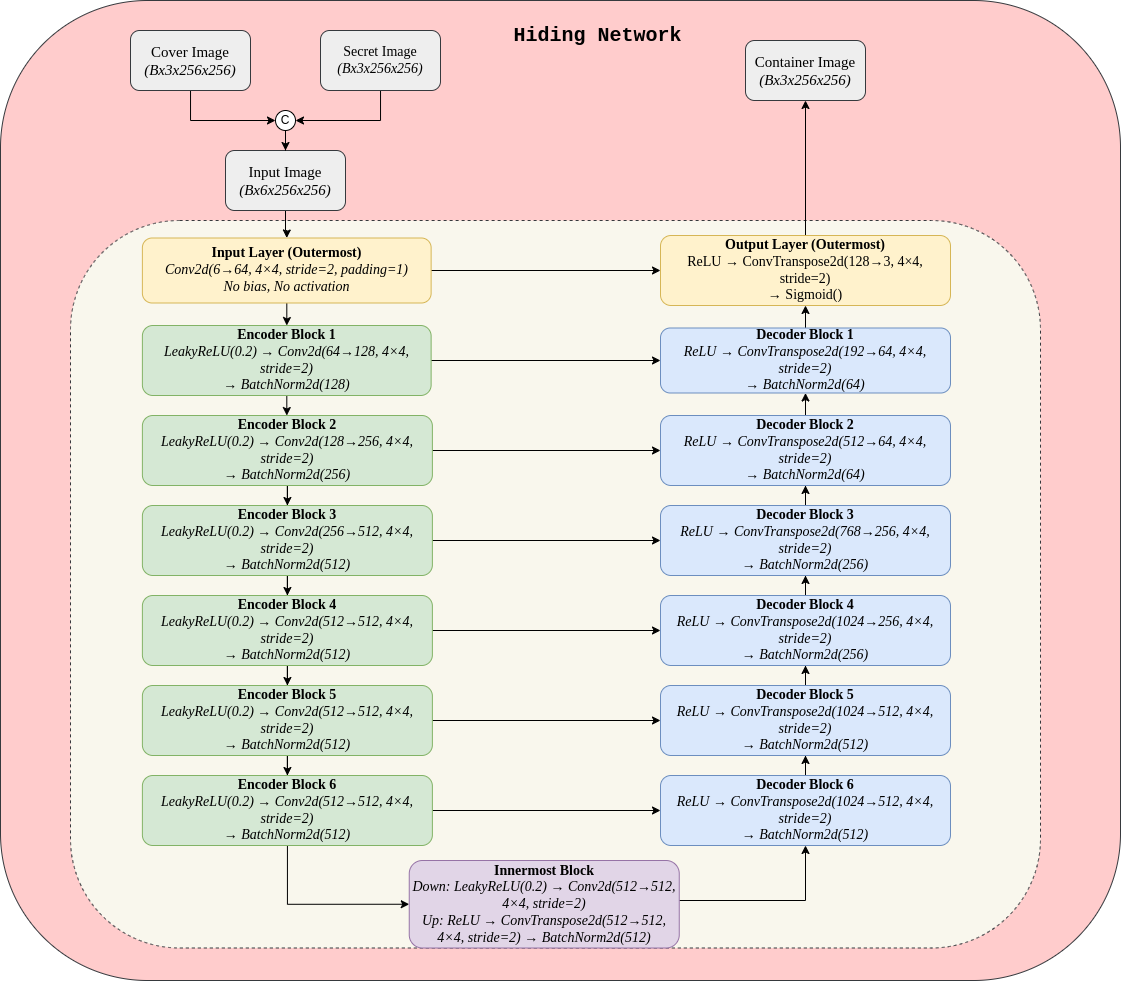 Hiding Network
Cover Image
(Bx3x256x256)
Secret Image
(Bx3x256x256)
Container Image
(Bx3x256x256)
C
Input Image
(Bx6x256x256)
Input Layer (Outermost)
Conv2d(6→64, 4×4, stride=2, padding=1)
No bias, No activation
Output Layer (Outermost)
ReLU → ConvTranspose2d(128→3, 4×4,
stride=2)
→ Sigmoid()
Encoder Block 1
LeakyReLU(0.2) → Conv2d(64→128, 4×4,
stride=2)
→ BatchNorm2d(128)
Decoder Block 1
ReLU → ConvTranspose2d(192→64, 4×4,
stride=2)
→ BatchNorm2d(64)
Encoder Block 2
LeakyReLU(0.2) → Conv2d(128→256, 4×4,
stride=2)
→ BatchNorm2d(256)
Decoder Block 2
ReLU → ConvTranspose2d(512→64, 4×4,
stride=2)
→ BatchNorm2d(64)
Encoder Block 3
LeakyReLU(0.2) → Conv2d(256→512, 4×4,
stride=2)
→ BatchNorm2d(512)
Decoder Block 3
ReLU → ConvTranspose2d(768→256, 4×4,
stride=2)
→ BatchNorm2d(256)
Encoder Block 4
LeakyReLU(0.2) → Conv2d(512→512, 4×4,
stride=2)
→ BatchNorm2d(512)
Decoder Block 4
ReLU → ConvTranspose2d(1024→256, 4×4,
stride=2)
→ BatchNorm2d(256)
Encoder Block 5
LeakyReLU(0.2) → Conv2d(512→512, 4×4,
stride=2)
→ BatchNorm2d(512)
Decoder Block 5
ReLU → ConvTranspose2d(1024→512, 4×4,
stride=2)
→ BatchNorm2d(512)
Encoder Block 6
LeakyReLU(0.2) → Conv2d(512→512, 4×4,
stride=2)
→ BatchNorm2d(512)
Decoder Block 6
ReLU → ConvTranspose2d(1024→512, 4×4,
stride=2)
→ BatchNorm2d(512)
Innermost Block
Down: LeakyReLU(0.2) → Conv2d(512→512,
4×4, stride=2)
Up: ReLU → ConvTranspose2d(512→512,
4×4, stride=2) → BatchNorm2d(512)